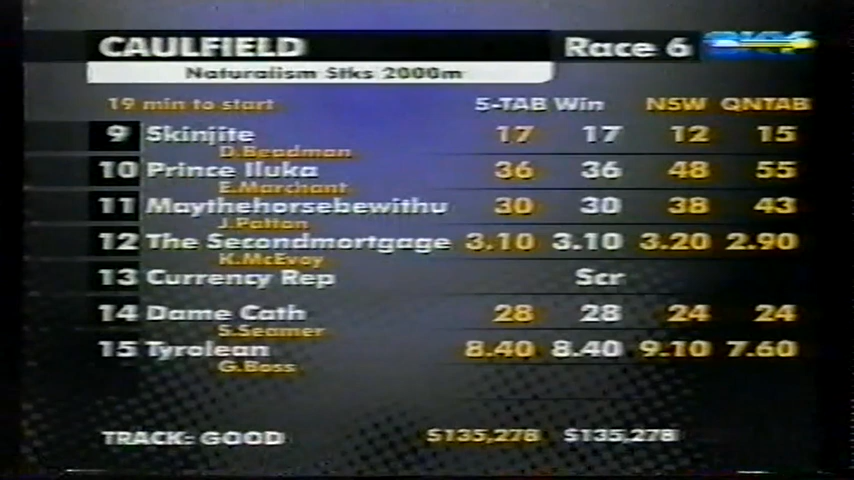 CAULFIELD Race 6
Naturalism Stks 2000m
19 min to start S-TAB Win NSW QNTAB
9 Skinjite 17 17 12 15
D.Beadman
10 Prince Iluka 36 36 48 55
E.Marchant
11 Maythehorsebewithu 30 30 38 43
J.Patton
12 The Secondmortgage 3.10 3.10 3.20 2.90
K.McEvoy
13 Currency Rep Scr
14 Dame Cath 28 28 24 24
S.Seamer
15 Tyrolean 8.40 8.40 9.10 7.60
G.Boss
TRACK: GOOD $135,278 $135,278